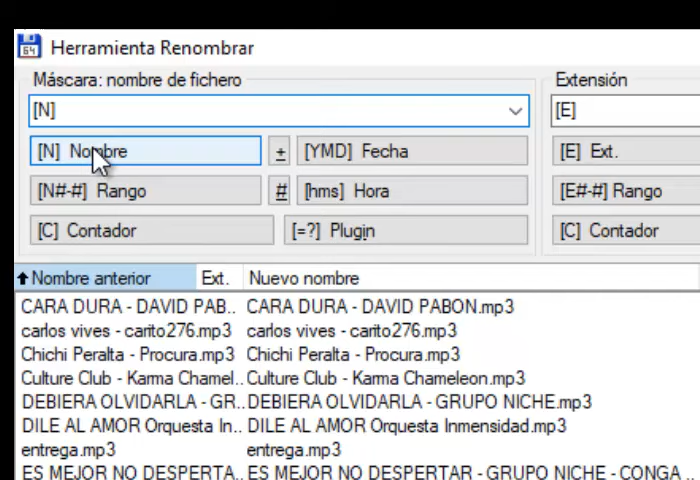 64 Herramienta Renombrar
Máscara: nombre de fichero Extensión
[N] [E]
[N] Nombre + [YMD] Fecha [E] Ext.
[N#-#] Rango # [hms] Hora [E#-#] Rango
[C] Contador [=?] Plugin [C] Contador
Nombre anterior Ext. Nuevo nombre
CARA DURA - DAVID PAB.. CARA DURA - DAVID PABON.mp3
carlos vives - carito276.mp3 carlos vives - carito276.mp3
Chichi Peralta - Procura.mp3 Chichi Peralta - Procura.mp3
Culture Club - Karma Chamel.. Culture Club - Karma Chameleon.mp3
DEBIERA OLVIDARLA - GR.. DEBIERA OLVIDARLA - GRUPO NICHE.mp3
DILE AL AMOR Orquesta In.. DILE AL AMOR Orquesta Inmensidad.mp3
entrega.mp3 entrega.mp3
ES MEJOR NO DESPERTA.. ES MEJOR NO DESPERTAR - GRUPO NICHE - CONGA ..